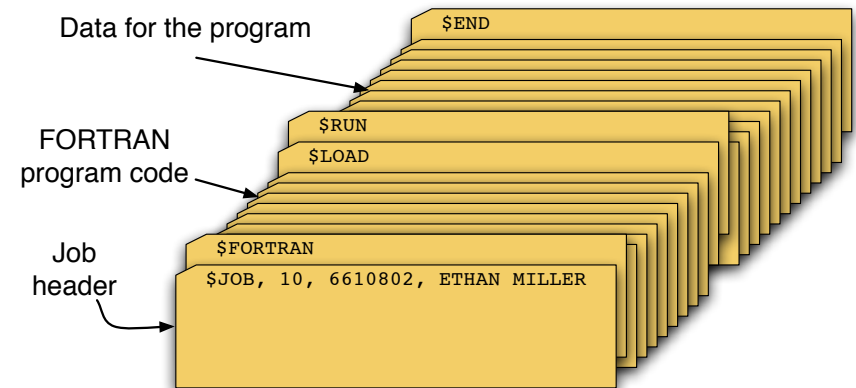 Data for the program
$END
$RUN
FORTRAN
program code
$LOAD
$FORTRAN
Job
header
$JOB, 10, 6610802, ETHAN MILLER